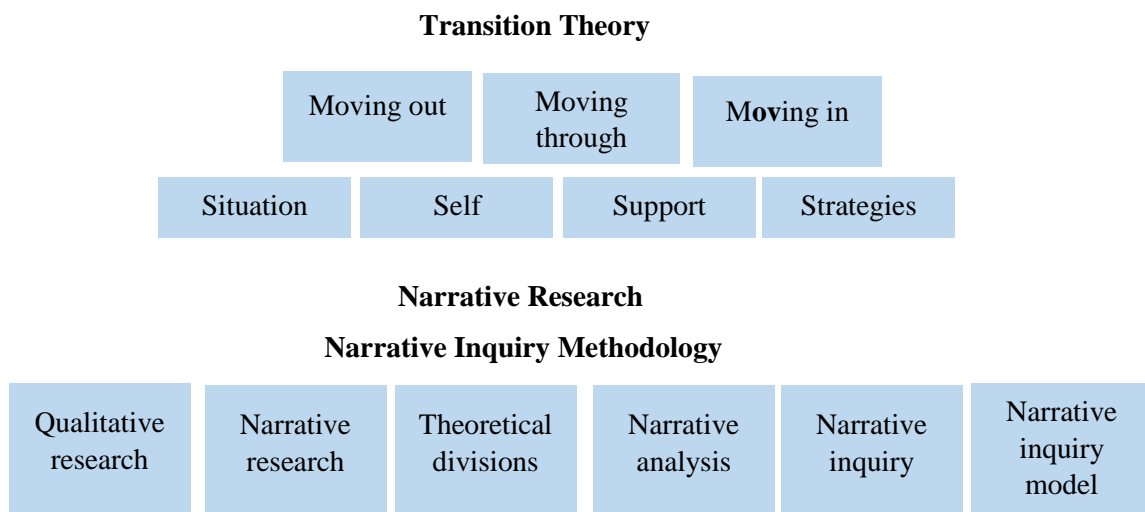 Transition Theory
Moving out
Moving
through
Moving in
Situation
Self
Support
Strategies
Narrative Research
Narrative Inquiry Methodology
Qualitative
research
Narrative
research
Theoretical
divisions
Narrative
analysis
Narrative
inquiry
Narrative
inquiry
model